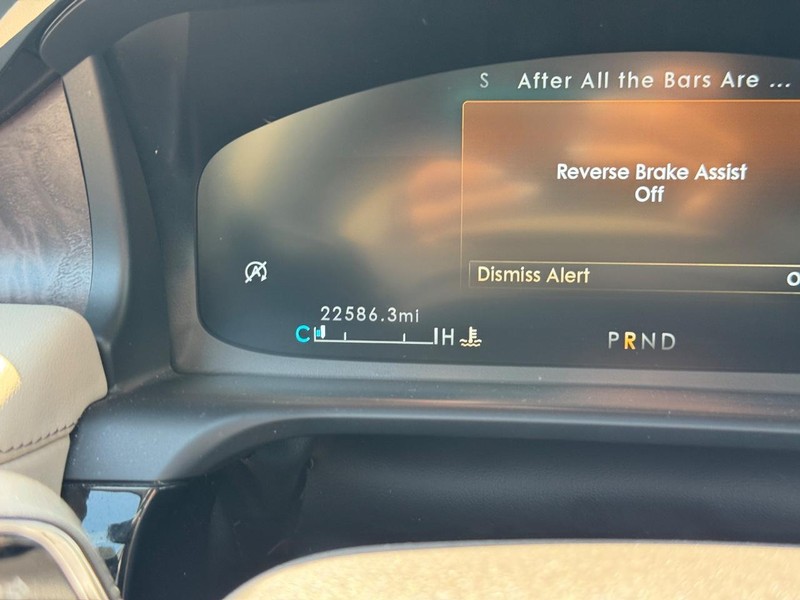 S After All the Bars Are ...
Reverse Brake Assist
Off
Dismiss Alert
22586.3mi
C H
PRND